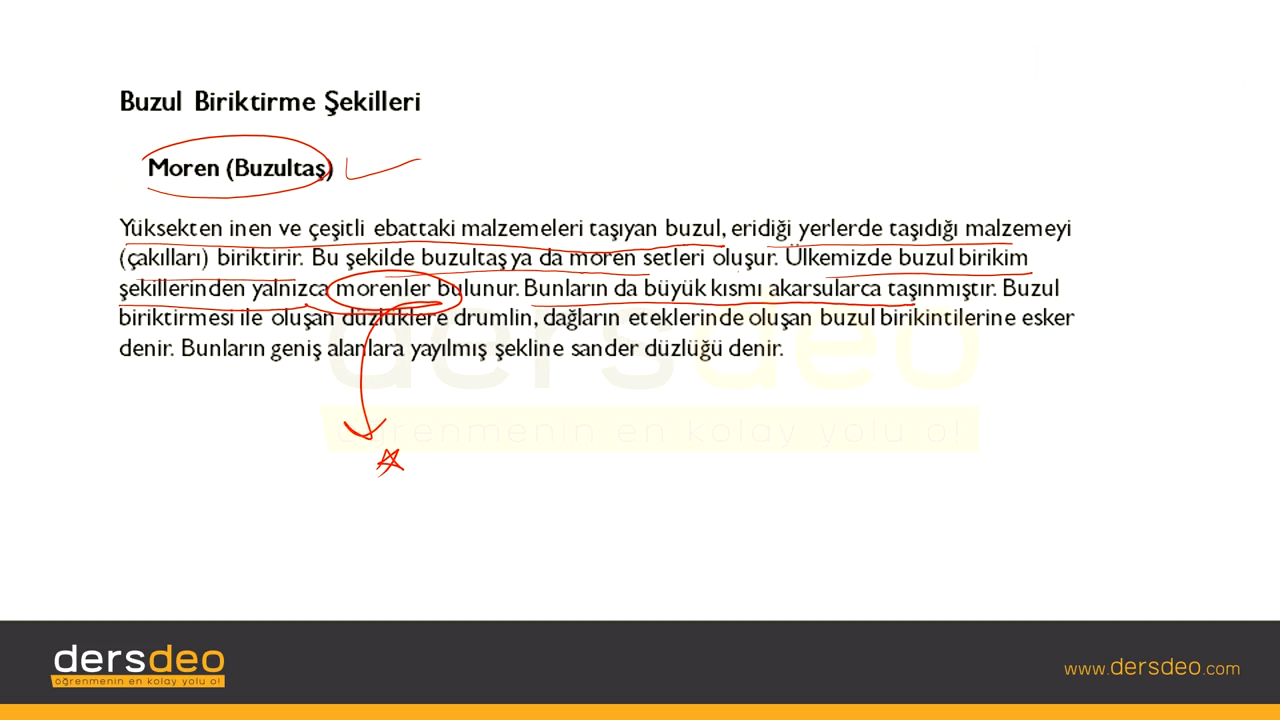 Buzul Biriktirme Şekilleri
Moren (Buzultaş)
Yüksekten inen ve çeşitli ebattaki malzemeleri taşıyan buzul, eridiği yerlerde taşıdığı malzemeyi
(çakılları) biriktirir. Bu şekilde buzultaş ya da moren setleri oluşur. Ülkemizde buzul birikim
şekillerinden yalnızca morenler bulunur. Bunların da büyük kısmı akarsularca taşınmıştır. Buzul
biriktirmesi ile oluşan düzlüklere drumlin, dağların eteklerinde oluşan buzul birikintilerine esker
denir. Bunların geniş alanlara yayılmış şekline sander düzlüğü denir.
dersdeo
öğrenmenin en kolay yolu o!
dersdeo
öğrenmenin en kolay yolu o!
www.dersdeo.com